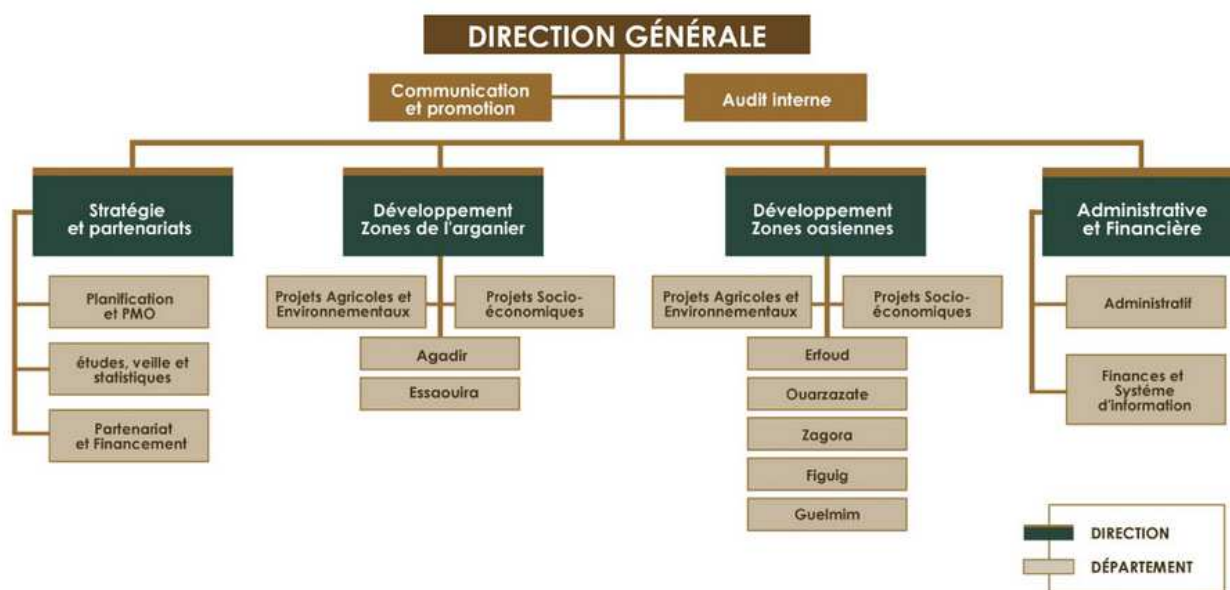 DIRECTION GÉNÉRALE
Communication
et promotion
Audit interne
Stratégie
et partenariats
Développement
Zones de l'arganier
Développement
Zones oasiennes
Administrative
et Financière
Planification
et PMO
études, veille et
statistiques
Partenariat
et Financement
Projets Agricoles et
Environnementaux
Projets Socio-
économiques
Agadir
Essaouira
Projets Agricoles et
Environnementaux
Projets Socio-
économiques
Erfoud
Ouarzazate
Zagora
Figuig
Guelmim
Administratif
Finances et
Systéme
d'information
DIRECTION
DÉPARTEMENT